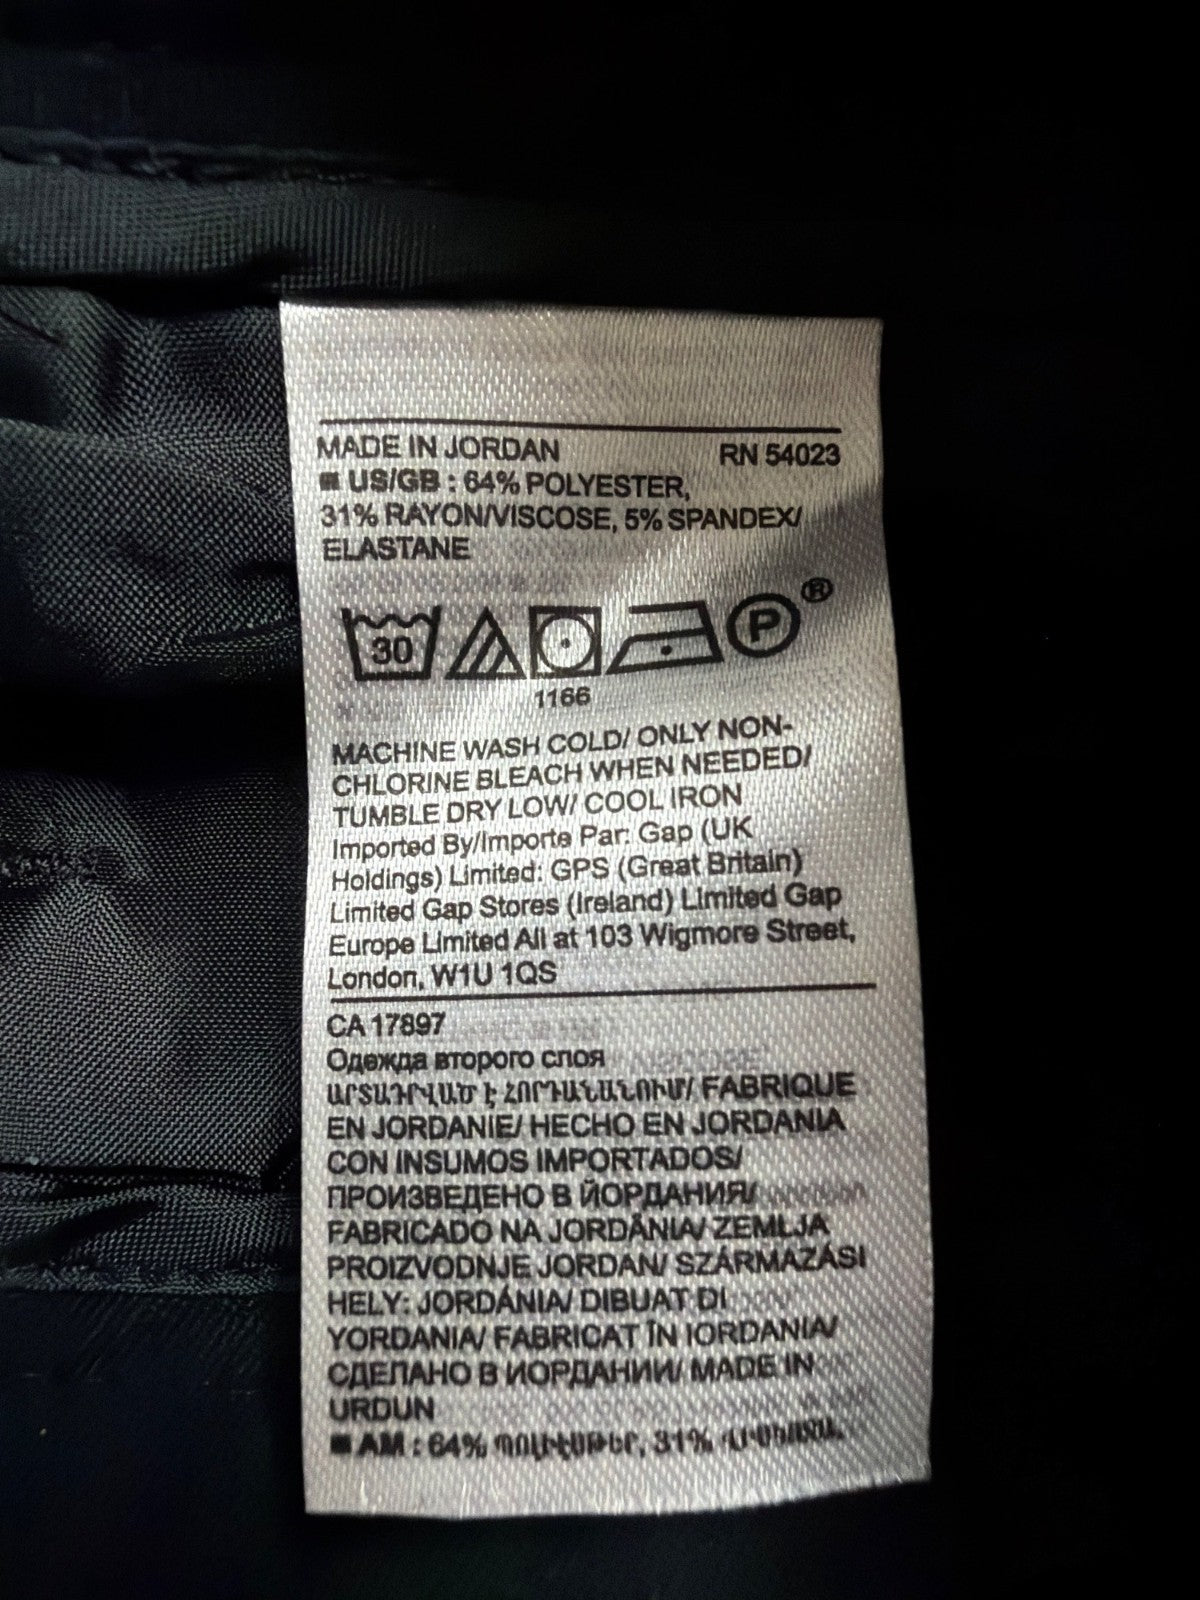 MADE IN JORDAN RN 54023
US/GB : 64% POLYESTER,
31% RAYON/VISCOSE, 5% SPANDEX/
ELASTANE
30 P ®
1166
MACHINE WASH COLD/ ONLY NON-
CHLORINE BLEACH WHEN NEEDED/
TUMBLE DRY LOW/ COOL IRON
Imported By/Importe Par: Gap (UK
Holdings) Limited: GPS (Great Britain)
Limited Gap Stores (Ireland) Limited Gap
Europe Limited All at 103 Wigmore Street,
London, W1U 1QS
CA 17897
Одежда второго слоя
ԱՐՏԱԴՐՎԱԾ Է ՀՈՐԴԱՆԱՆՈՒՄ/ FABRIQUE
EN JORDANIE/ HECHO EN JORDANIA
CON INSUMOS IMPORTADOS/
ПРОИЗВЕДЕНО В ЙОРДАНИЯ/
FABRICADO NA JORDÂNIA/ ZEMLJA
PROIZVODNJE JORDAN/ SZÁRMAZÁSI
HELY: JORDÁNIA/ DIBUAT DI
YORDANIA/ FABRICAT ÎN IORDANIA/
СДЕЛАНО В ИОРДАНИИ/ MADE IN
URDUN
AM : 64% 31%